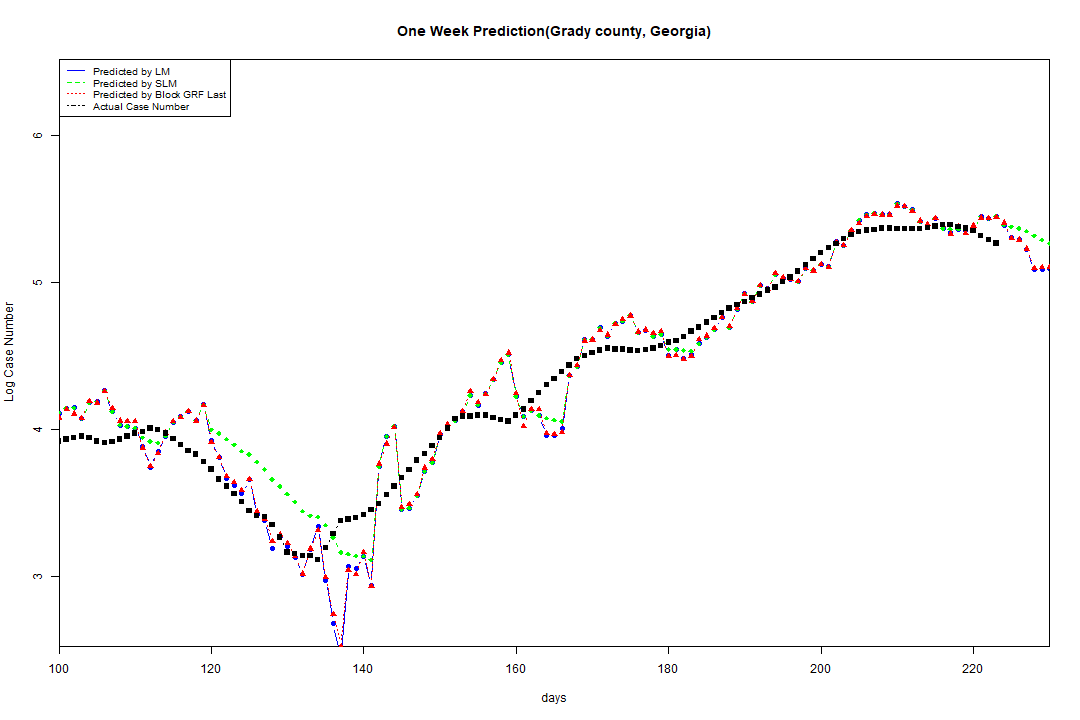 One Week Prediction(Grady county, Georgia)
Predicted by LM
Predicted by SLM
Predicted by Block GRF Last
Actual Case Number
6
5
4
3
Log Case Number
100 120 140 160 180 200 220
days